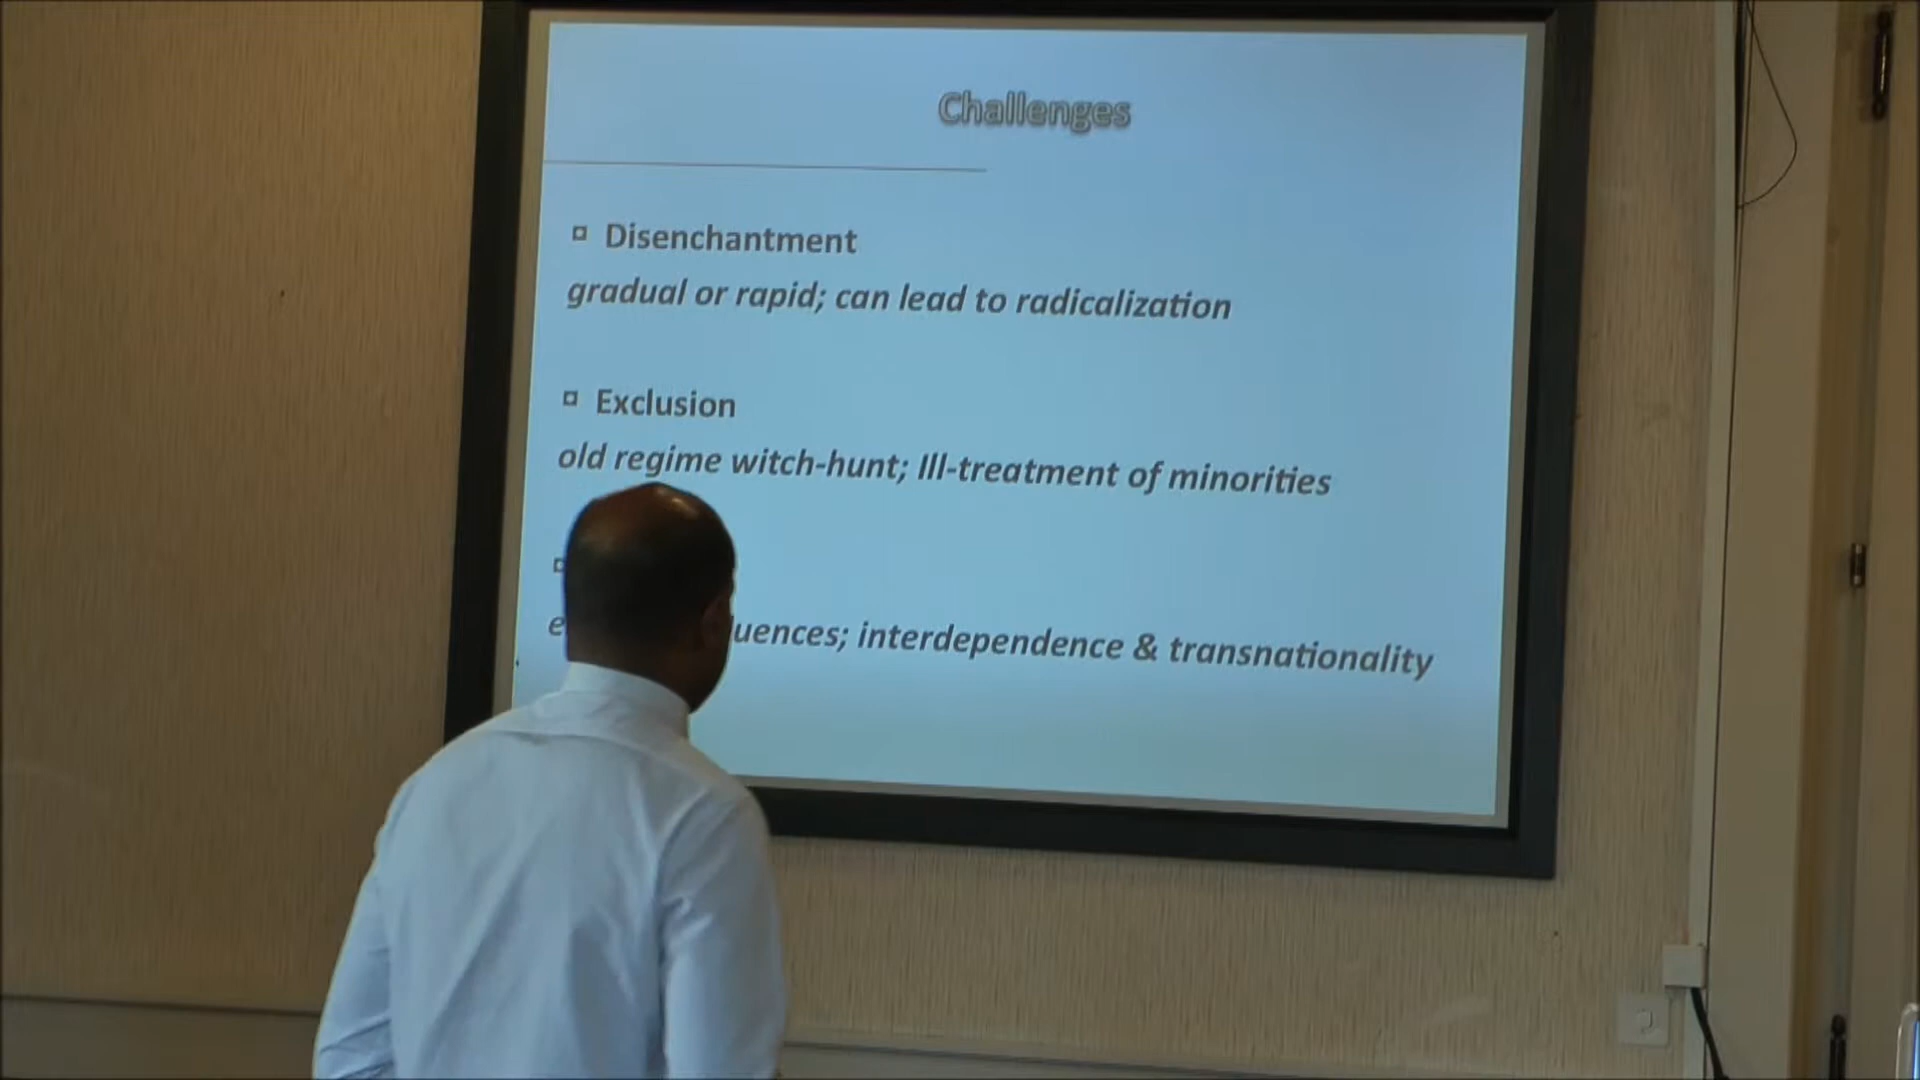 Challenges
Disenchantment
gradual or rapid; can lead to radicalization
Exclusion
old regime witch-hunt; Ill-treatment of minorities
interdependence & transnationality